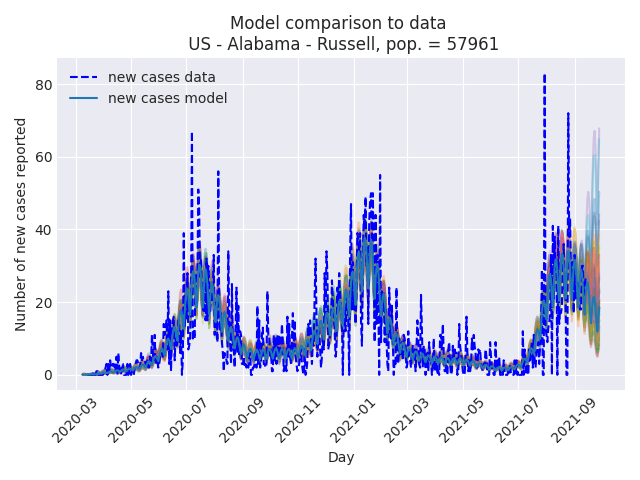 Model comparison to data
US - Alabama - Russell, pop. = 57961
new cases data
new cases model
Number of new cases reported
80
60
40
20
0
2020-03
2020-05
2020-07
2020-09
2020-11
2021-01
2021-03
2021-05
2021-07
2021-09
Day